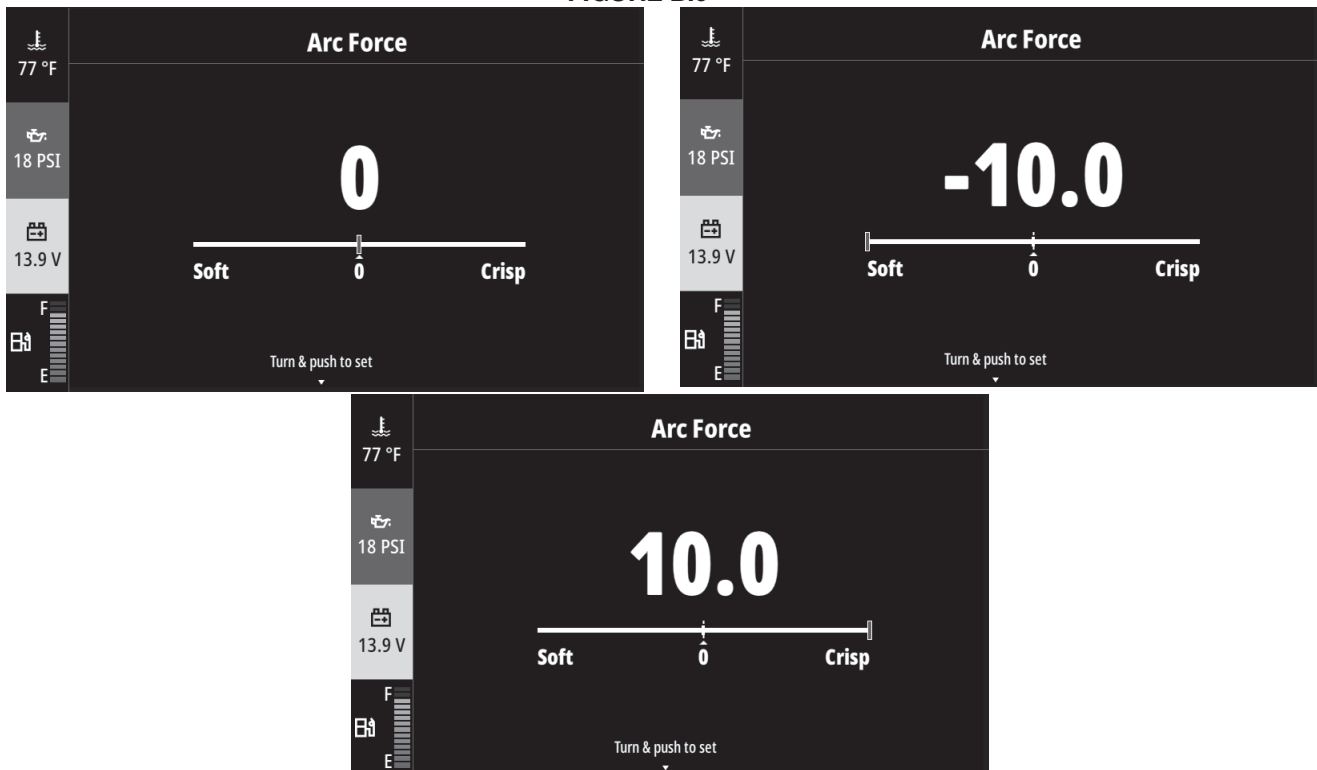 Arc Force
77 °F
18 PSI
0
13.9 V
Soft 0 Crisp
F
E
Turn & push to set
Arc Force
77 °F
18 PSI
-10.0
13.9 V
Soft 0 Crisp
F
E
Turn & push to set
Arc Force
77 °F
18 PSI
10.0
13.9 V
Soft 0 Crisp
F
E
Turn & push to set